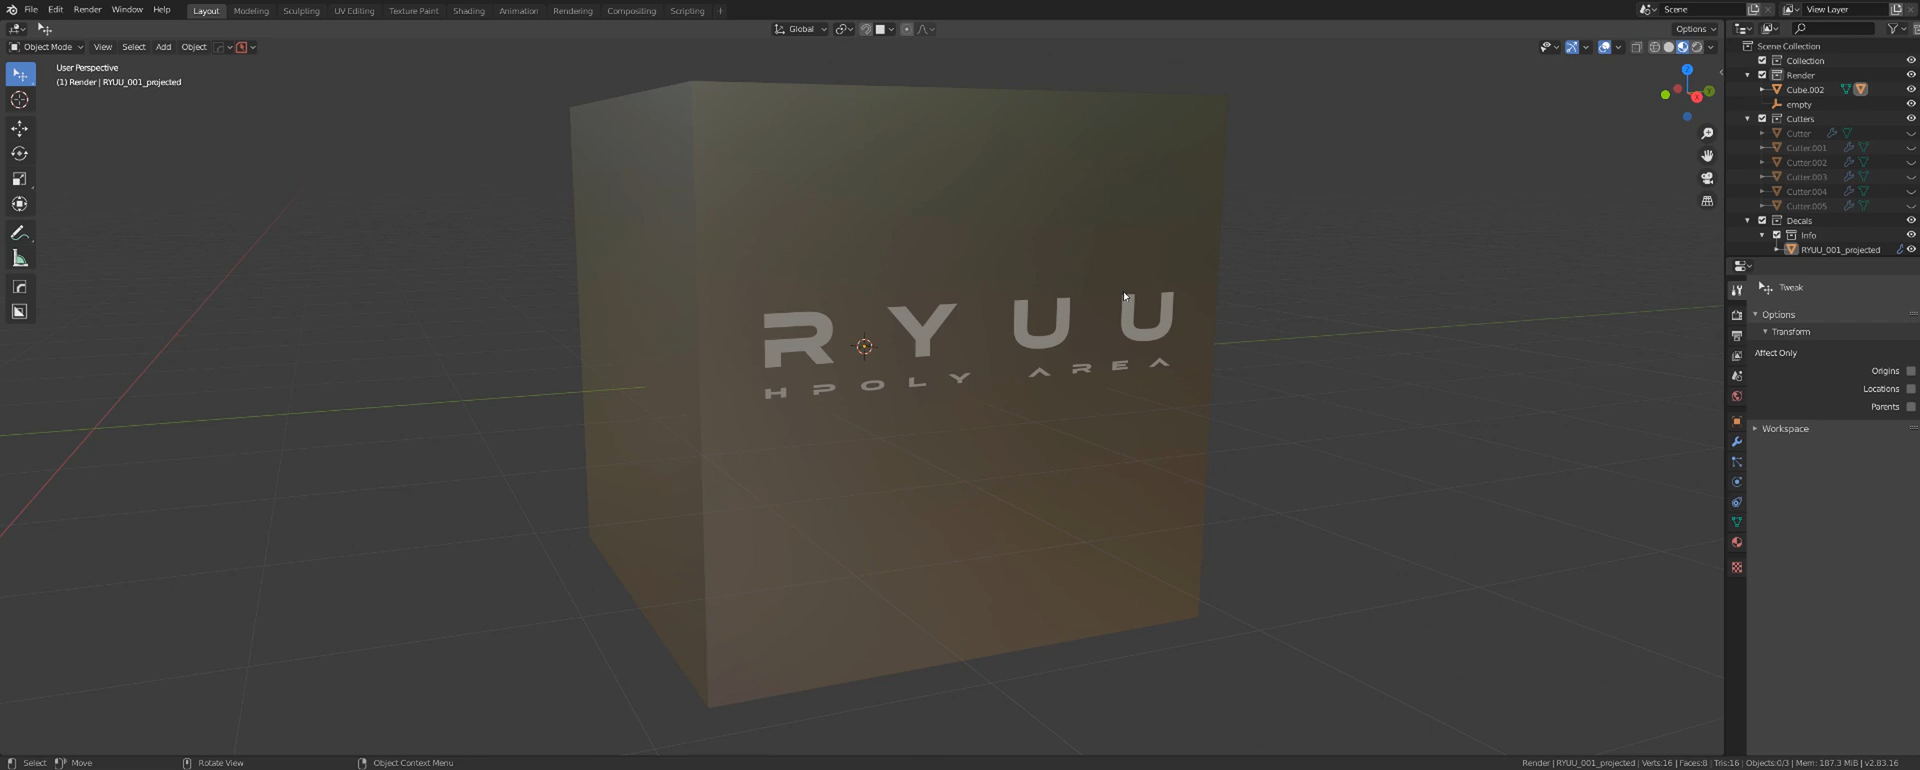 File Edit Render Window Help Layout Modeling Sculpting UV Editing Texture Paint Shading Animation Rendering Compositing Scripting + Scene View Layer
Global Options
Object Mode View Select Add Object
User Perspective
(1) Render | RYUU_001_projected
R Y U U
H P O L Y A R E A
Z
Y
X
Scene Collection
Collection
Render
Cube.002
empty
Cutters
Cutter
Cutter.001
Cutter.002
Cutter.003
Cutter.004
Cutter.005
Decals
Info
RYUU_001_projected
Tweak
Options
Transform
Affect Only
Origins
Locations
Parents
Workspace
Select Move Rotate View Object Context Menu Render | RYUU_001_projected | Verts:16 | Faces:8 | Tris:16 | Objects:0/3 | Mem: 187.3 MiB | v2.83.16